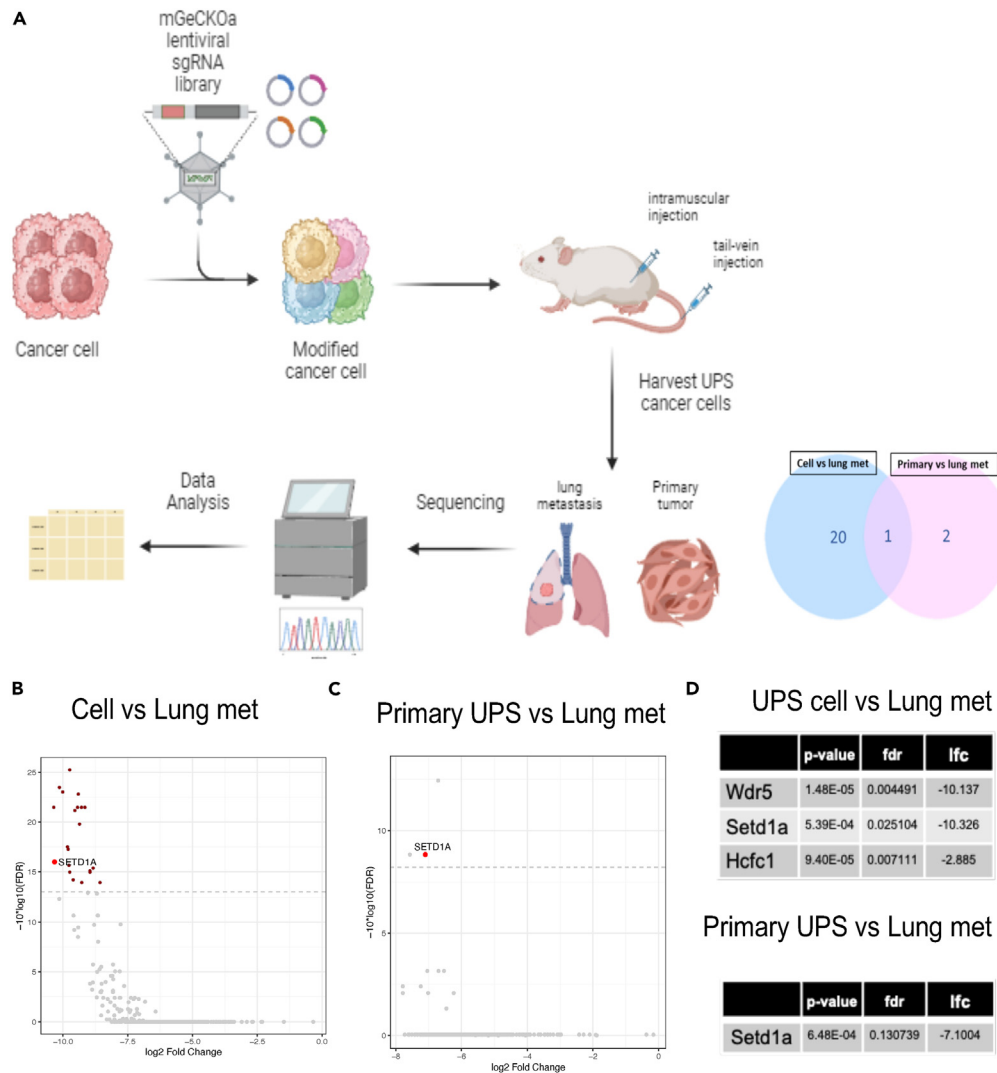 A
mGeCKOa
lentiviral
sgRNA
library
intramuscular
injection
tail-vein
injection
Cancer cell
Modified
cancer cell
Harvest UPS
cancer cells
Data
Analysis
Sequencing
lung
metastasis
Primary
tumor
Cell vs lung met
Primary vs lung met
20
1
2
B
Cell vs Lung met
-10*log10(FDR)
25
20
15
10
5
0
SETD1A
-10.0
-7.5
-5.0
-2.5
0.0
log2 Fold Change
C
Primary UPS vs Lung met
-10*log10(FDR)
10
5
0
SETD1A
-8
-6
-4
-2
0
log2 Fold Change
D
UPS cell vs Lung met
p-value fdr lfc
Wdr5 1.48E-05 0.004491 -10.137
Setd1a 5.39E-04 0.025104 -10.326
Hcfc1 9.40E-05 0.007111 -2.885
Primary UPS vs Lung met
p-value fdr lfc
Setd1a 6.48E-04 0.130739 -7.1004